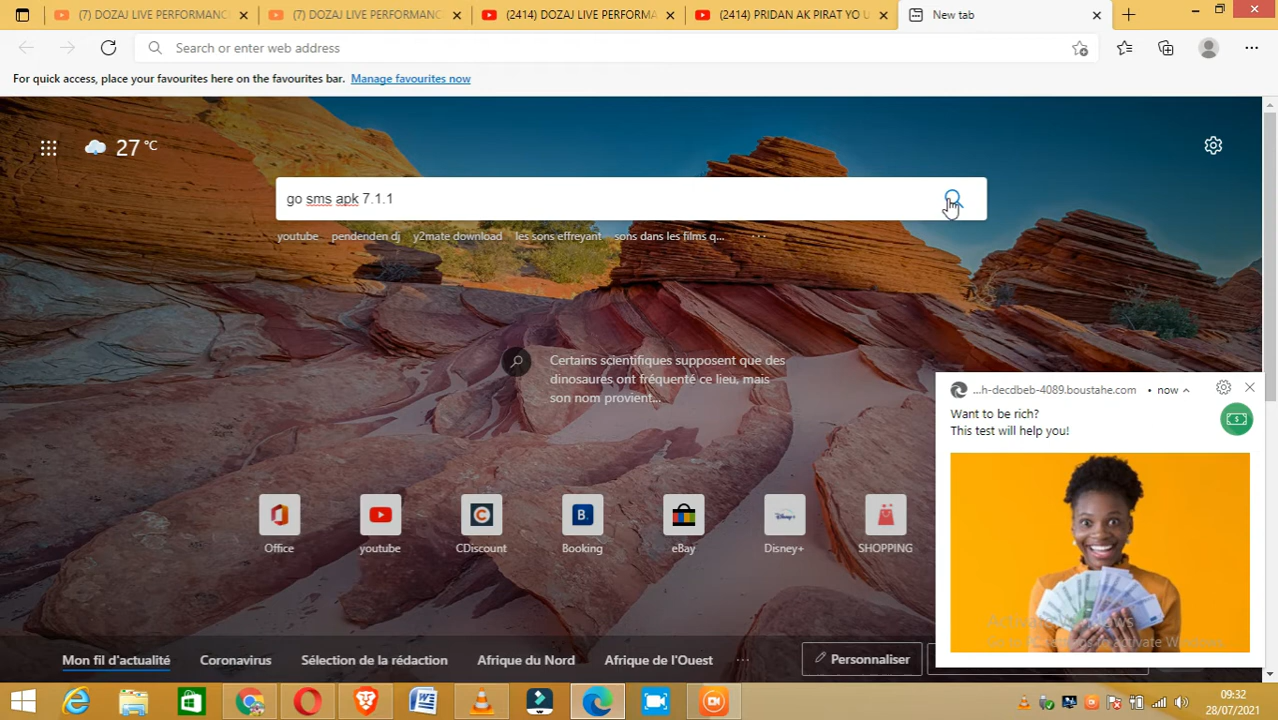 (7) DOZAJ LIVE PERFORMANC
(7) DOZAJ LIVE PERFORMANC
(2414) DOZAJ LIVE PERFORMA
(2414) PRIDAN AK PIRAT YO U
New tab
Search or enter web address
For quick access, place your favourites here on the favourites bar. Manage favourites now
27 °C
go sms apk 7.1.1
youtube pendenden dj y2mate download les sons effreyant sons dans les films q... ...
Certains scientifiques supposent que des
dinosaures ont fréquenté ce lieu, mais
son nom provient...
...h-decdbeb-4089.boustahe.com • now
Want to be rich?
This test will help you!
Office
youtube
CDiscount
Booking
eBay
Disney+
SHOPPING
Mon fil d'actualité Coronavirus Sélection de la rédaction Afrique du Nord Afrique de l'Ouest ...
Personnaliser
09:32
28/07/2021